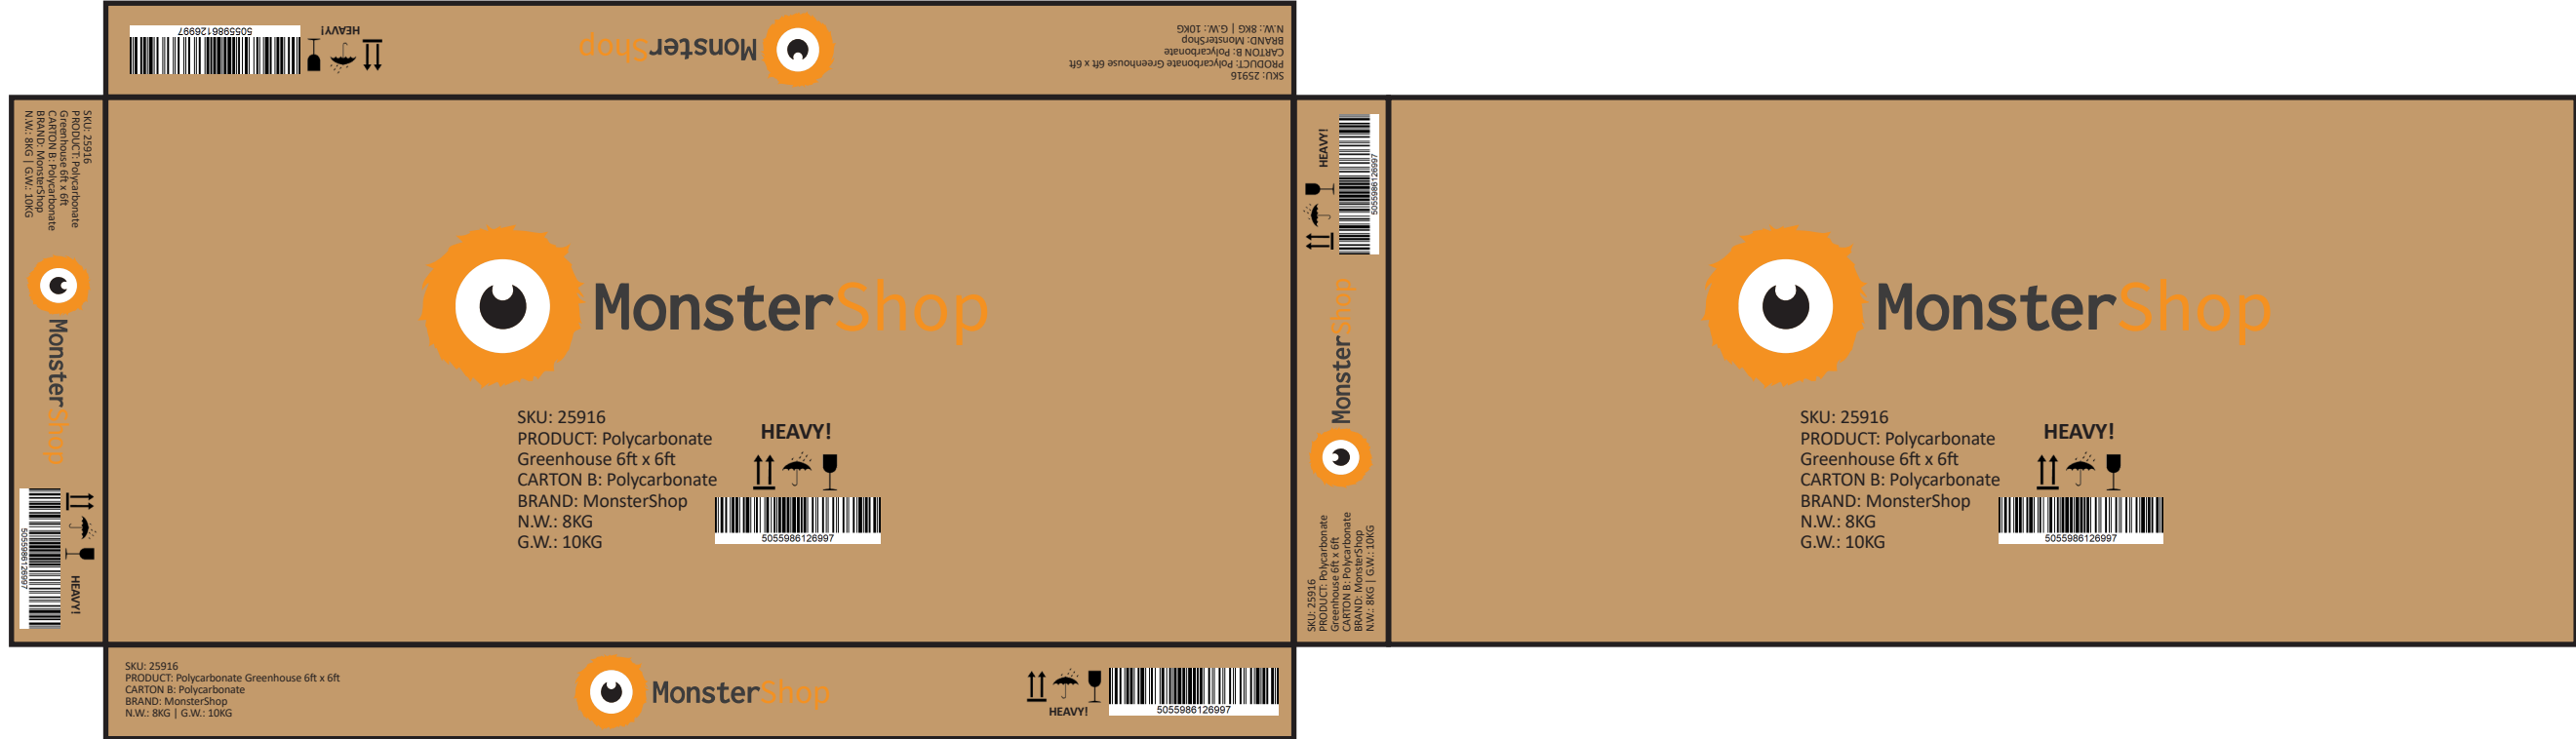 5055986126997
HEAVY!
MonsterShop
SKU: 25916
PRODUCT: Polycarbonate Greenhouse 6ft x 6ft
CARTON B: Polycarbonate
BRAND: MonsterShop
N.W.: 8KG | G.W.: 10KG
SKU: 25916
PRODUCT: Polycarbonate
Greenhouse 6ft x 6ft
CARTON B: Polycarbonate
BRAND: MonsterShop
N.W.: 8KG | G.W.: 10KG
MonsterShop
5055986126997
HEAVY!
MonsterShop
SKU: 25916
PRODUCT: Polycarbonate
Greenhouse 6ft x 6ft
CARTON B: Polycarbonate
BRAND: MonsterShop
N.W.: 8KG
G.W.: 10KG
HEAVY!
5055986126997
HEAVY!
5055986126997
MonsterShop
SKU: 25916
PRODUCT: Polycarbonate
Greenhouse 6ft x 6ft
CARTON B: Polycarbonate
BRAND: MonsterShop
N.W.: 8KG | G.W.: 10KG
MonsterShop
SKU: 25916
PRODUCT: Polycarbonate
Greenhouse 6ft x 6ft
CARTON B: Polycarbonate
BRAND: MonsterShop
N.W.: 8KG
G.W.: 10KG
HEAVY!
5055986126997
SKU: 25916
PRODUCT: Polycarbonate Greenhouse 6ft x 6ft
CARTON B: Polycarbonate
BRAND: MonsterShop
N.W.: 8KG | G.W.: 10KG
MonsterShop
HEAVY!
5055986126997